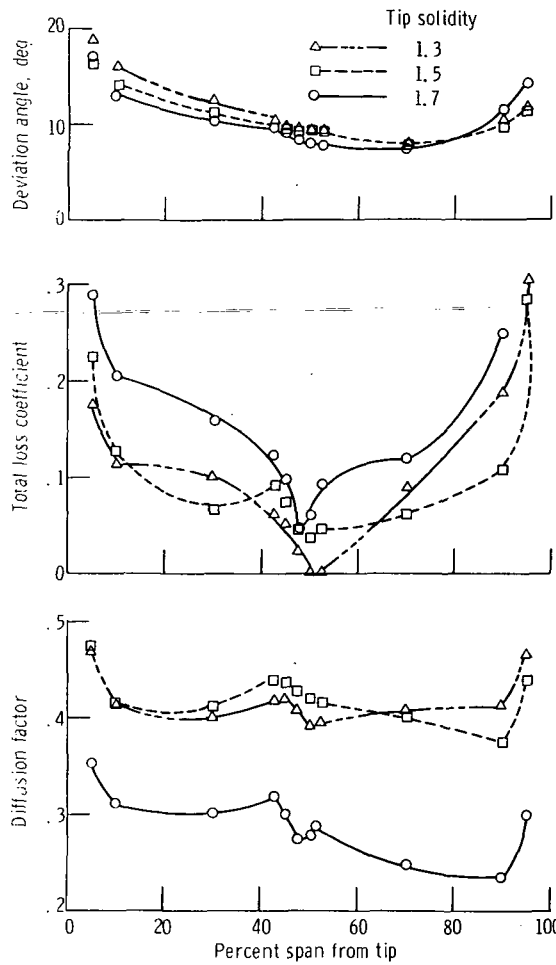 Tip solidity
1.3
1.5
1.7
Deviation angle, deg
20
10
0
Total loss coefficient
.3
.2
.1
0
Diffusion factor
.5
.4
.3
.2
0 20 40 60 80 100
Percent span from tip